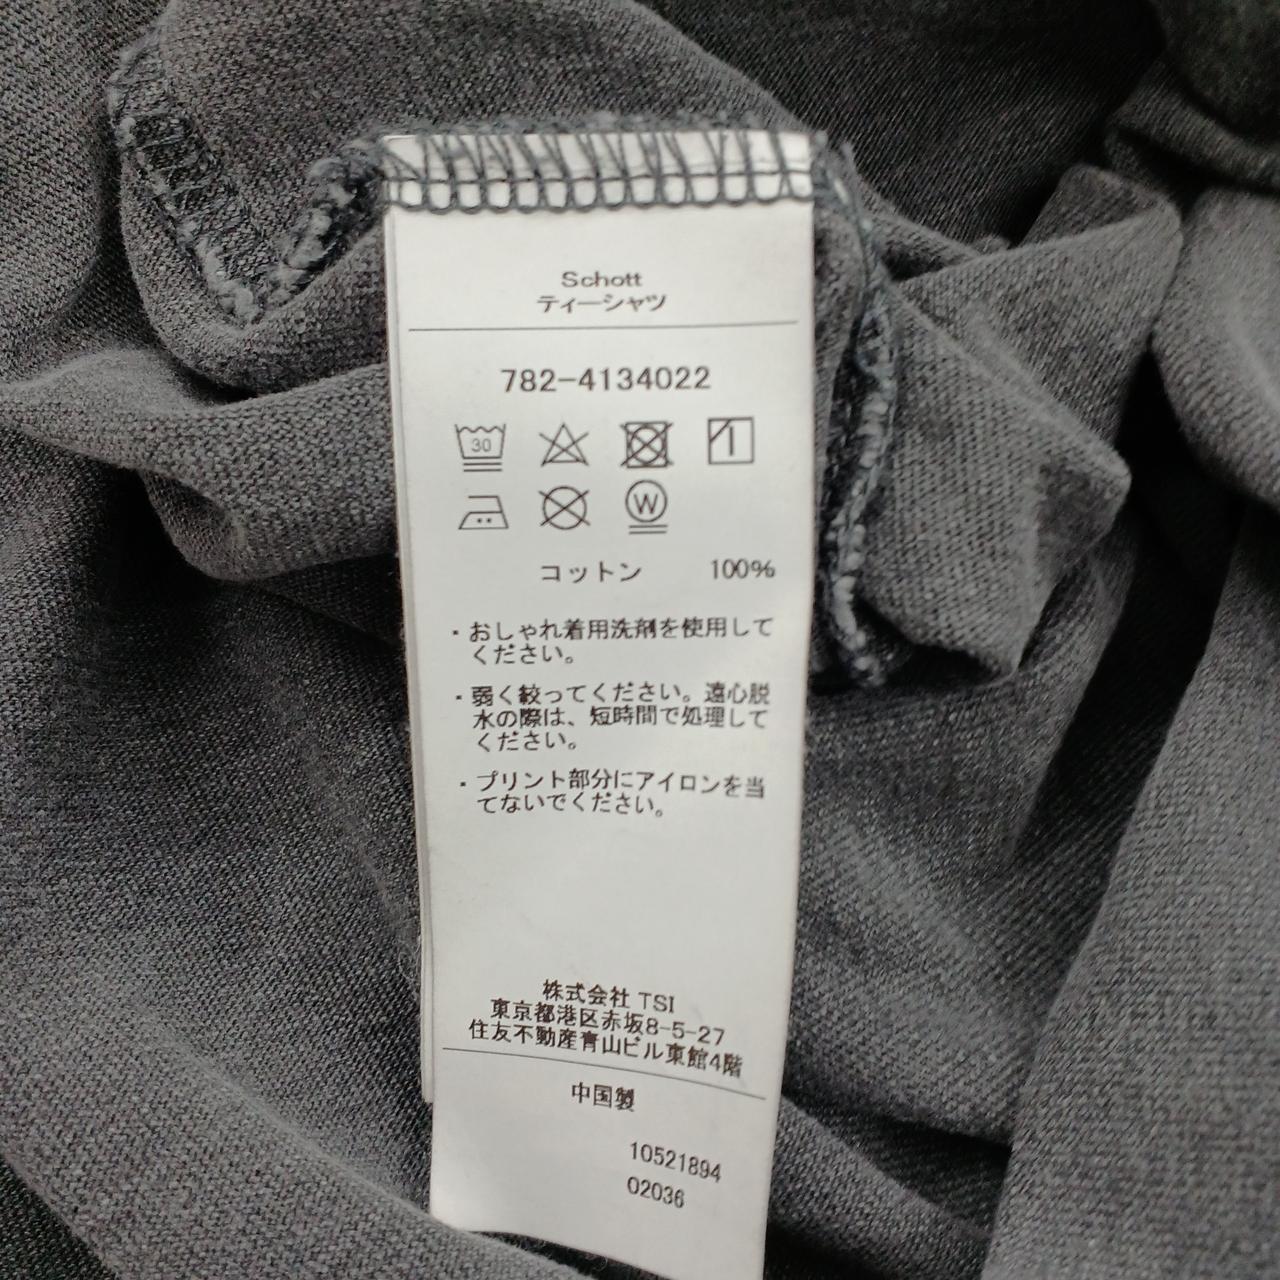 Schott
ティーシャツ
782-4134022
30
W
コットン 100%
・おしゃれ着用洗剤を使用して
ください。
・弱く絞ってください。遠心脱
水の際は、短時間で処理して
ください。
・プリント部分にアイロンを当
てないでください。
株式会社 TSI
東京都港区赤坂8-5-27
住友不動産青山ビル東館4階
中国製
10521894
02036